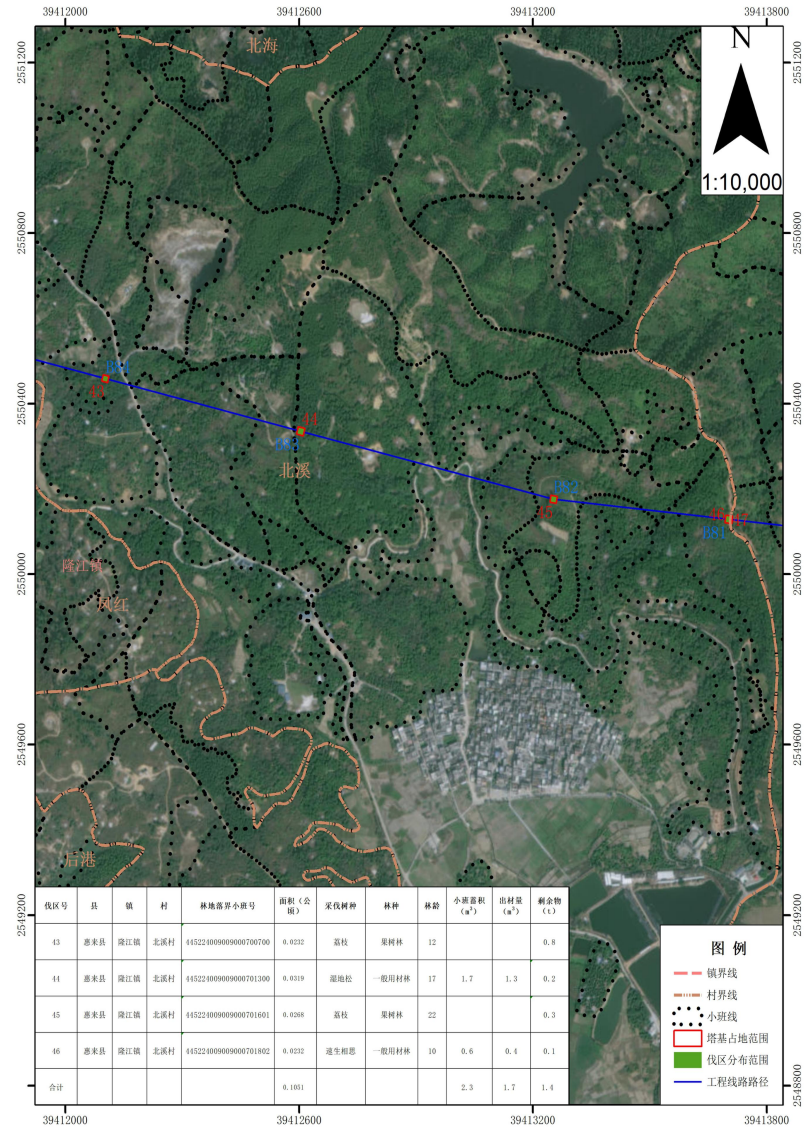 39412000 39412600 39413200 39413800
2551200 2551200
北海
N
1:10,000
2550800 2550800
43
2550400 2550400
44
北溪
B82
45
B81
47
2550000 2550000
隆江镇
凤红
2549600 2549600
后港
伐区号 县 镇 村 林地落界小班号 面积（公顷） 采伐树种 林种 林龄 小班蓄积（m³） 出材量（m³） 剩余物（t）
43 惠来县 隆江镇 北溪村 445224009009000700700 0.0232 荔枝 果树林 12 0.8
44 惠来县 隆江镇 北溪村 445224009009000701300 0.0319 湿地松 一般用材林 17 1.7 1.3 0.2
45 惠来县 隆江镇 北溪村 445224009009000701601 0.0268 荔枝 果树林 22 0.3
46 惠来县 隆江镇 北溪村 445224009009000701802 0.0232 速生相思 一般用材林 10 0.6 0.4 0.1
合计 0.1051 2.3 1.7 1.4
2549200 2549200
图 例
镇界线
村界线
小班线
塔基占地范围
伐区分布范围
工程线路路径
2548800 2548800
39412000 39412600 39413200 39413800